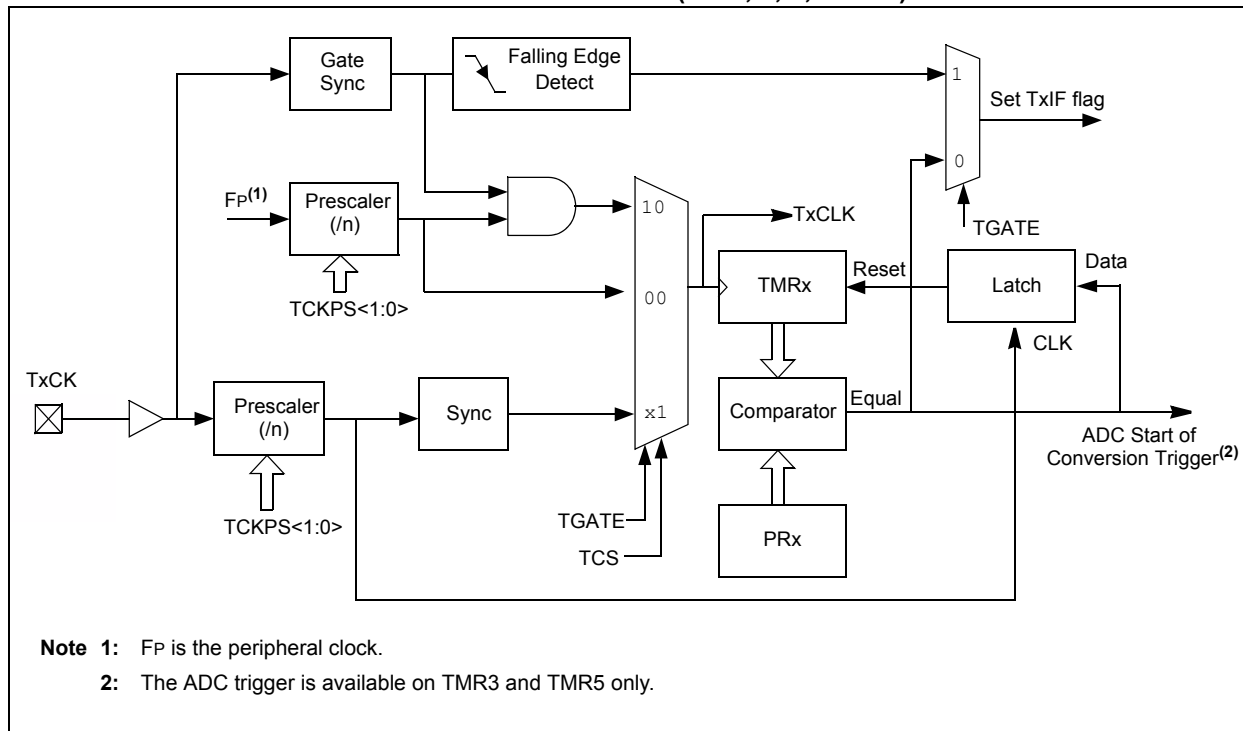 Gate
Sync
Falling Edge
Detect
1
Set TxIF flag
0
TGATE
FP(1)
Prescaler
(/n)
TCKPS<1:0>
10
00
x1
TxCLK
TMRx
Reset
Latch
Data
CLK
TxCK
Prescaler
(/n)
TCKPS<1:0>
Sync
TGATE
TCS
Comparator
Equal
ADC Start of
Conversion Trigger(2)
PRx
Note 1: FP is the peripheral clock.
2: The ADC trigger is available on TMR3 and TMR5 only.